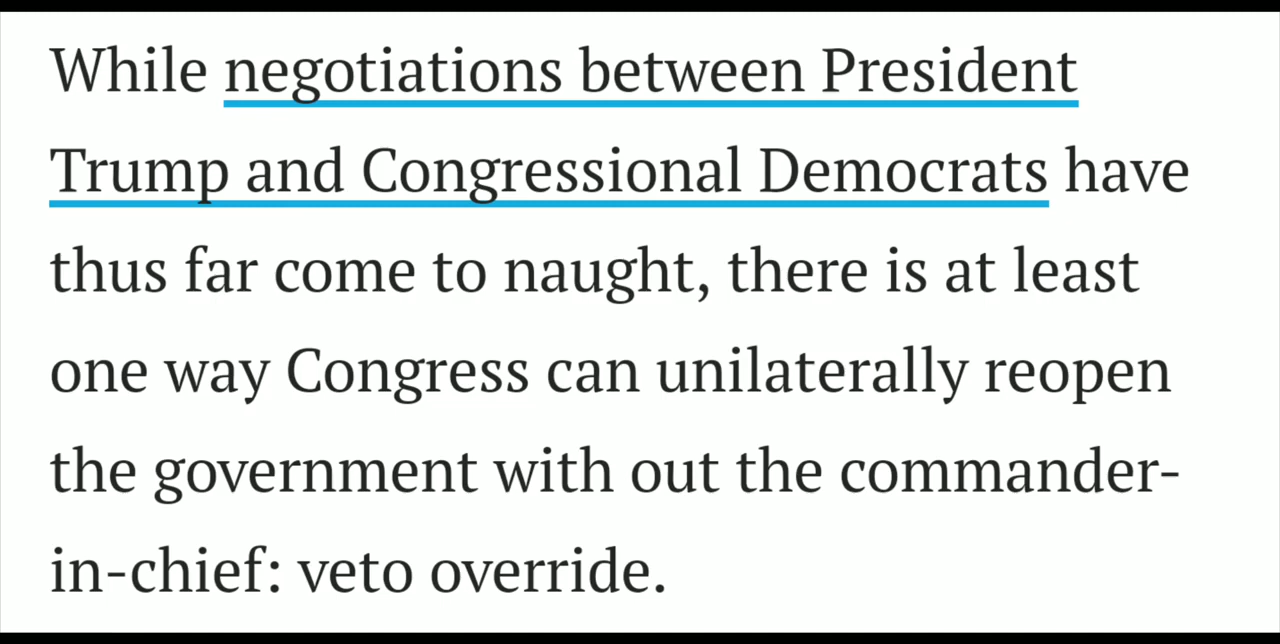 While negotiations between President
Trump and Congressional Democrats have
thus far come to naught, there is at least
one way Congress can unilaterally reopen
the government with out the commander-
in-chief: veto override.